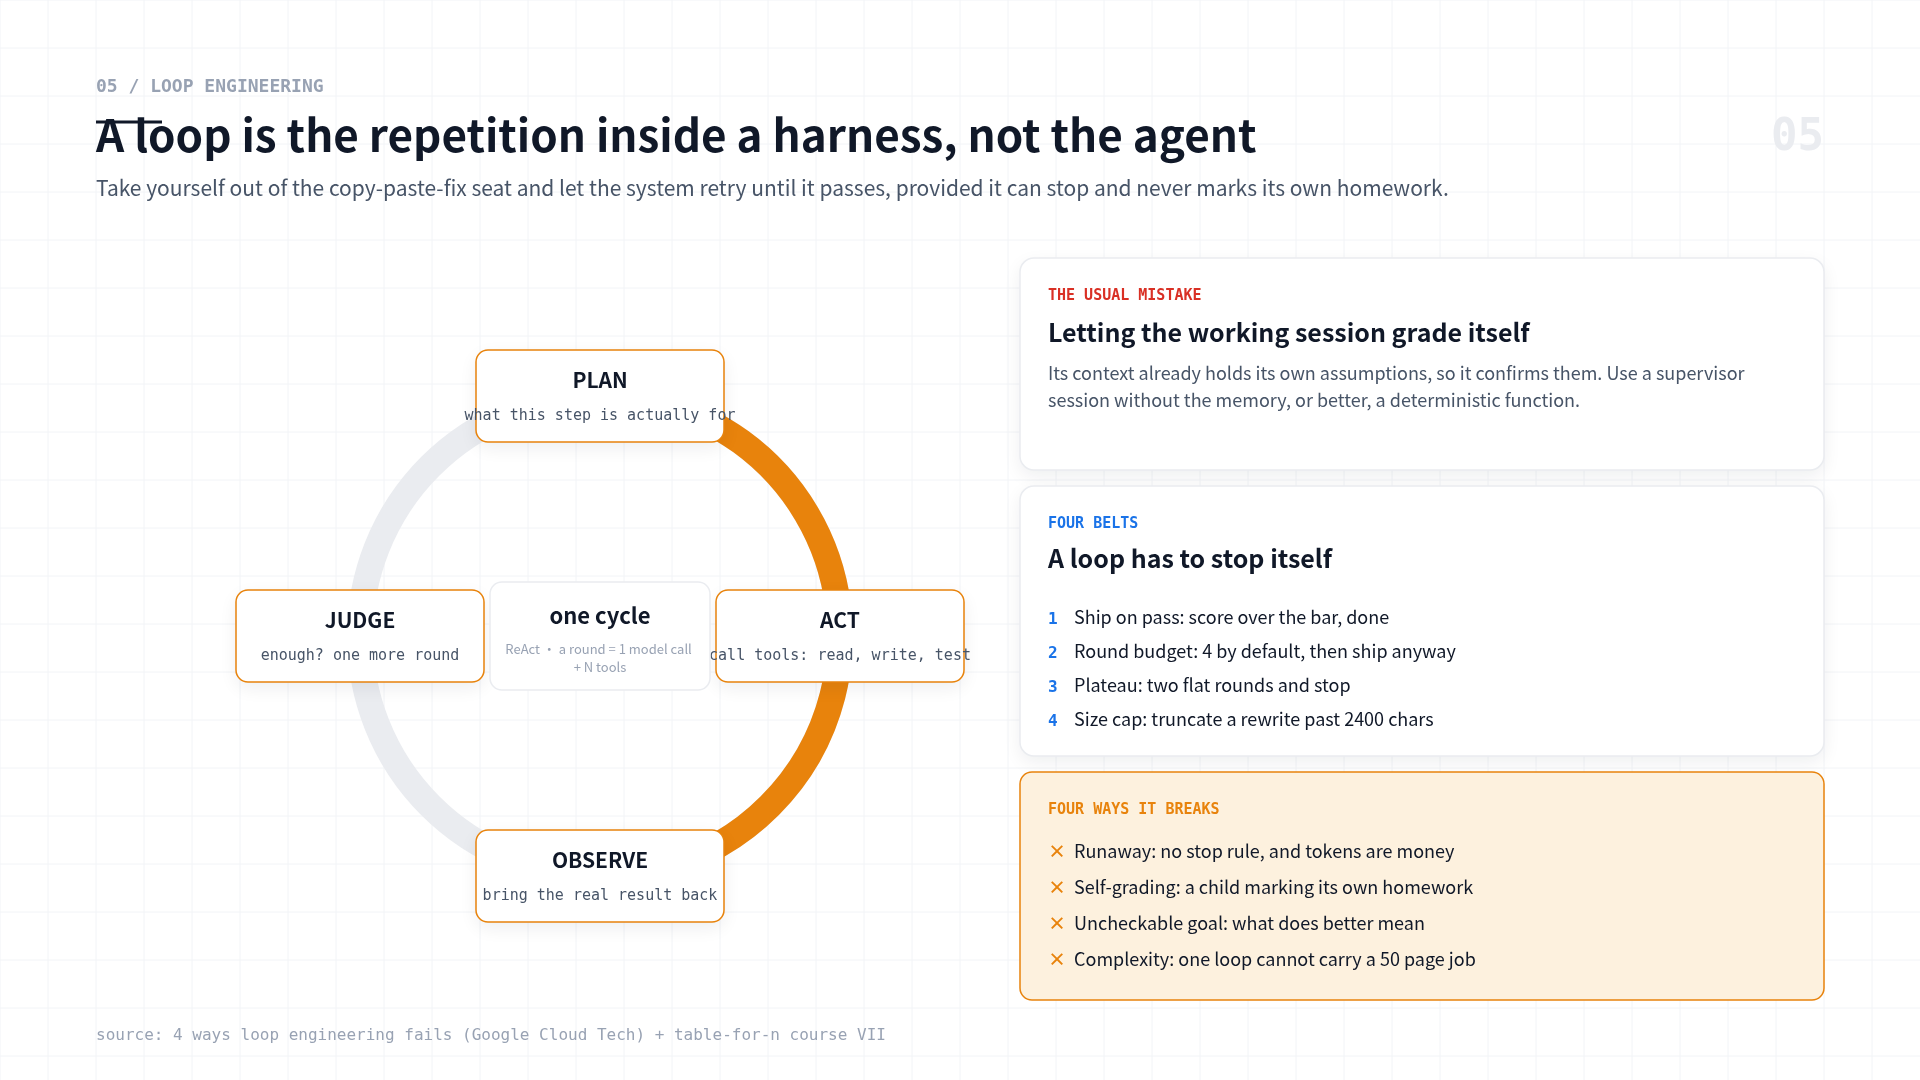 05 / LOOP ENGINEERING
A loop is the repetition inside a harness, not the agent
05
Take yourself out of the copy-paste-fix seat and let the system retry until it passes, provided it can stop and never marks its own homework.
PLAN
what this step is actually for
JUDGE
enough? one more round
one cycle
ReAct · a round = 1 model call
+ N tools
ACT
call tools: read, write, test
OBSERVE
bring the real result back
THE USUAL MISTAKE
Letting the working session grade itself
Its context already holds its own assumptions, so it confirms them. Use a supervisor
session without the memory, or better, a deterministic function.
FOUR BELTS
A loop has to stop itself
1 Ship on pass: score over the bar, done
2 Round budget: 4 by default, then ship anyway
3 Plateau: two flat rounds and stop
4 Size cap: truncate a rewrite past 2400 chars
FOUR WAYS IT BREAKS
✕ Runaway: no stop rule, and tokens are money
✕ Self-grading: a child marking its own homework
✕ Uncheckable goal: what does better mean
✕ Complexity: one loop cannot carry a 50 page job
source: 4 ways loop engineering fails (Google Cloud Tech) + table-for-n course VII